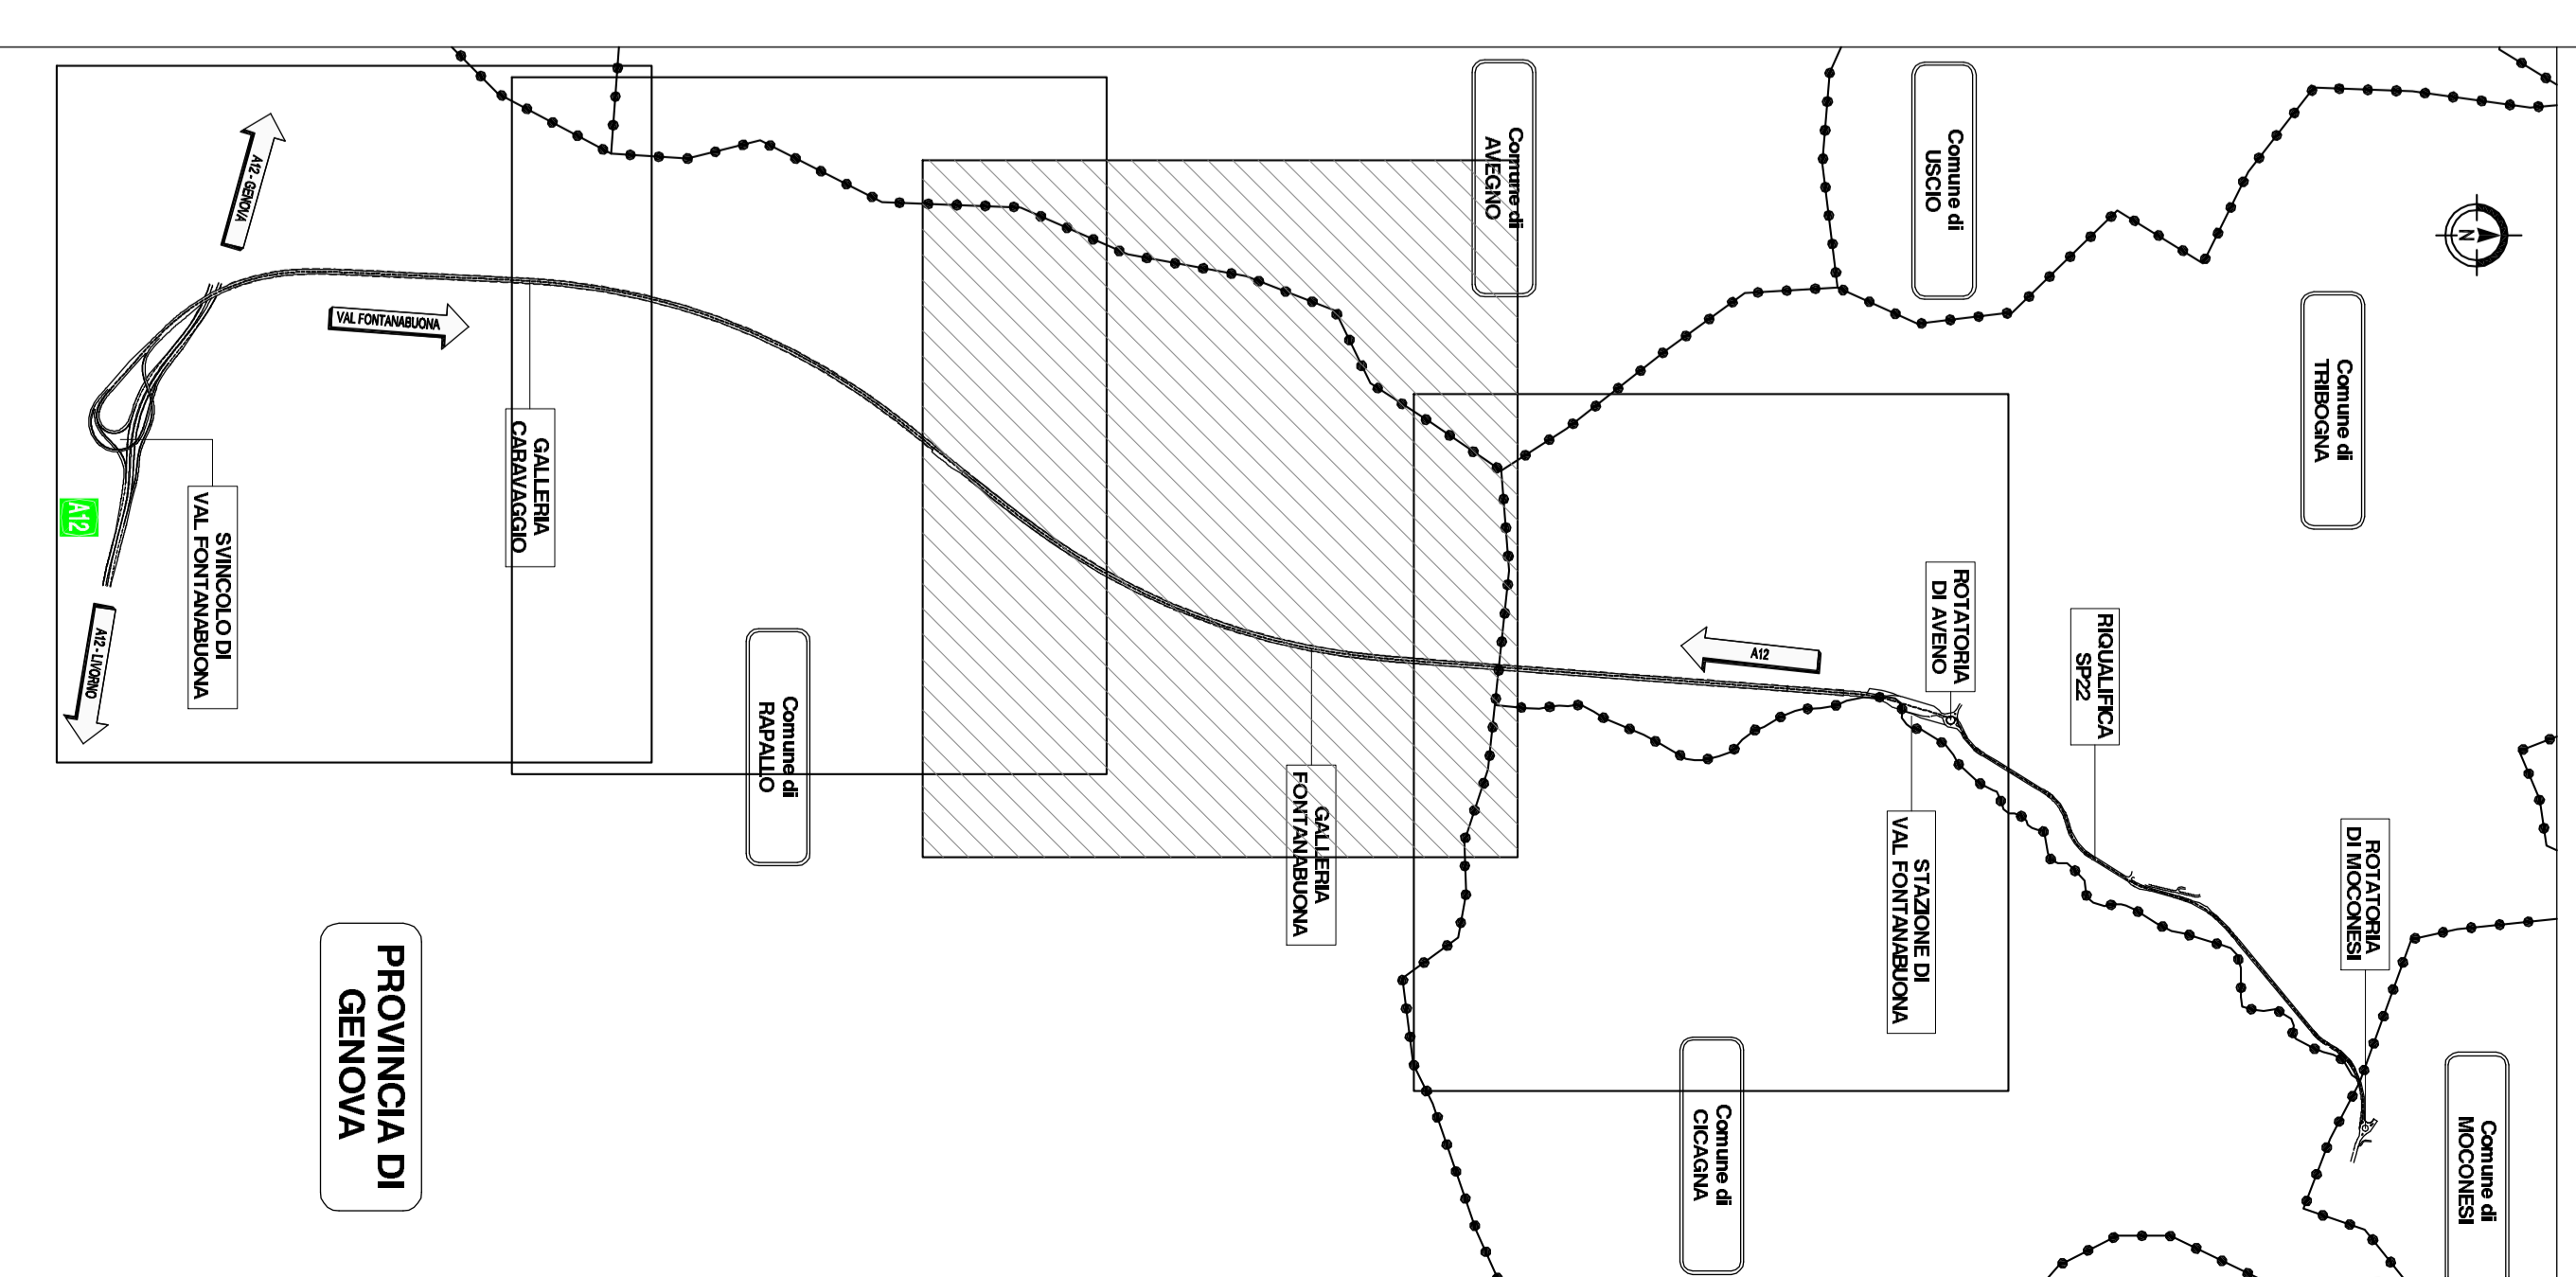 Comune di
AVEGNO
Comune di
USCIO
Comune di
TRIBOGNA
N
A12 - GENOVA
VAL FONTANABUONA
GALLERIA
CARAVAGGIO
A12
SVINCOLO DI
VAL FONTANABUONA
A12 - LIVORNO
Comune di
RAPALLO
GALLERIA
FONTANABUONA
A12
ROTATORIA
DI AVENO
RIQUALIFICA
SP22
STAZIONE DI
VAL FONTANABUONA
ROTATORIA
DI MOCONESI
Comune di
CICAGNA
Comune di
MOCONESI
PROVINCIA DI
GENOVA